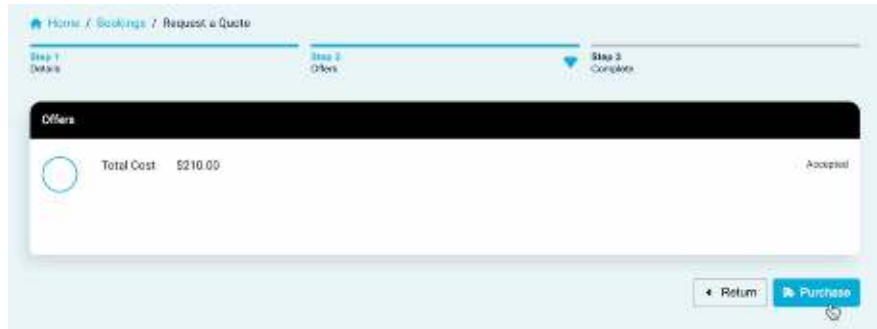 Home / Bookings / Request a Quote
Step 1
Details
Step 2
Offers
Step 3
Complete
Offers
Total Cost $210.00
Accepted
Return
Purchase